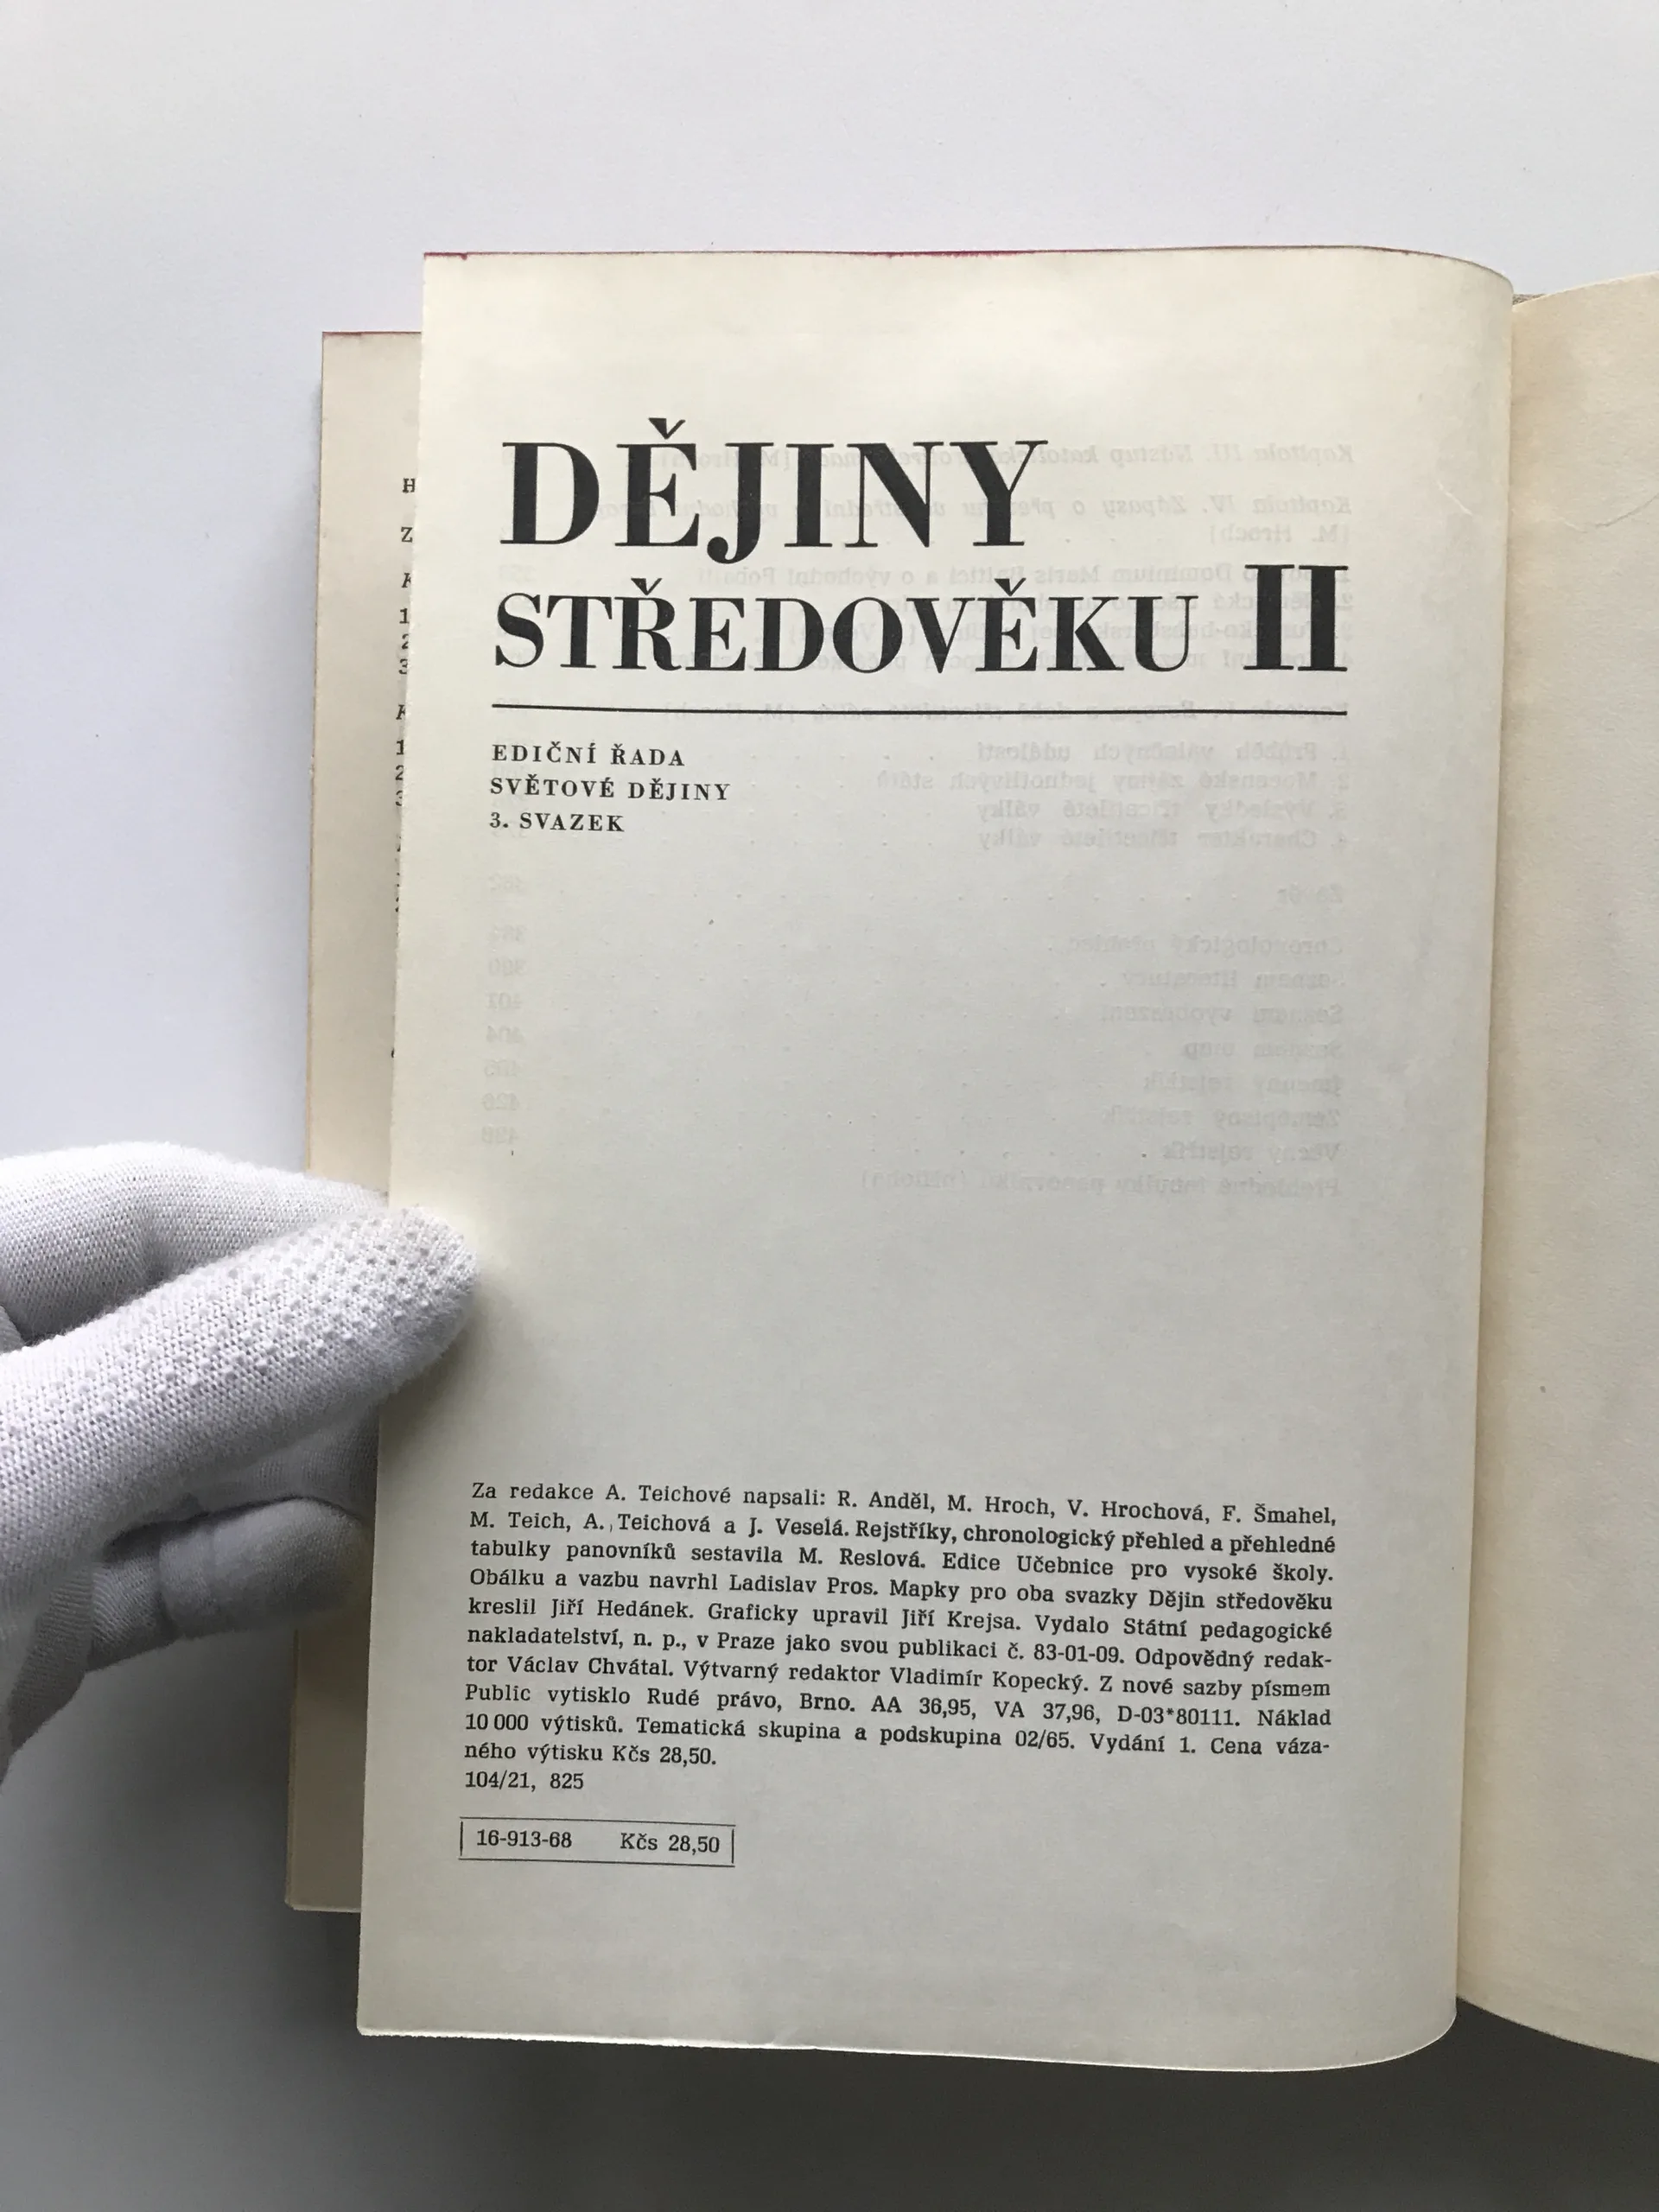 DĚJINY
STŘEDOVĚKU II
EDIČNÍ ŘADA
SVĚTOVÉ DĚJINY
3. SVAZEK
Za redakce A. Teichové napsali: R. Anděl, M. Hroch, V. Hrochová, F. Šmahel,
M. Teich, A. Teichová a J. Veselá. Rejstříky, chronologický přehled a přehledné
tabulky panovníků sestavila M. Reslová. Edice Učebnice pro vysoké školy.
Obálku a vazbu navrhl Ladislav Pros. Mapky pro oba svazky Dějin středověku
kreslil Jiří Hedánek. Graficky upravil Jiří Krejsa. Vydalo Státní pedagogické
nakladatelství, n. p., v Praze jako svou publikaci č. 83-01-09. Odpovědný redak-
tor Václav Chvátal. Výtvarný redaktor Vladimír Kopecký. Z nové sazby písmem
Public vytisklo Rudé právo, Brno. AA 36,95, VA 37,96, D-03*80111. Náklad
10 000 výtisků. Tematická skupina a podskupina 02/65. Vydání 1. Cena váza-
ného výtisku Kčs 28,50.
104/21, 825
16-913-68 Kčs 28,50